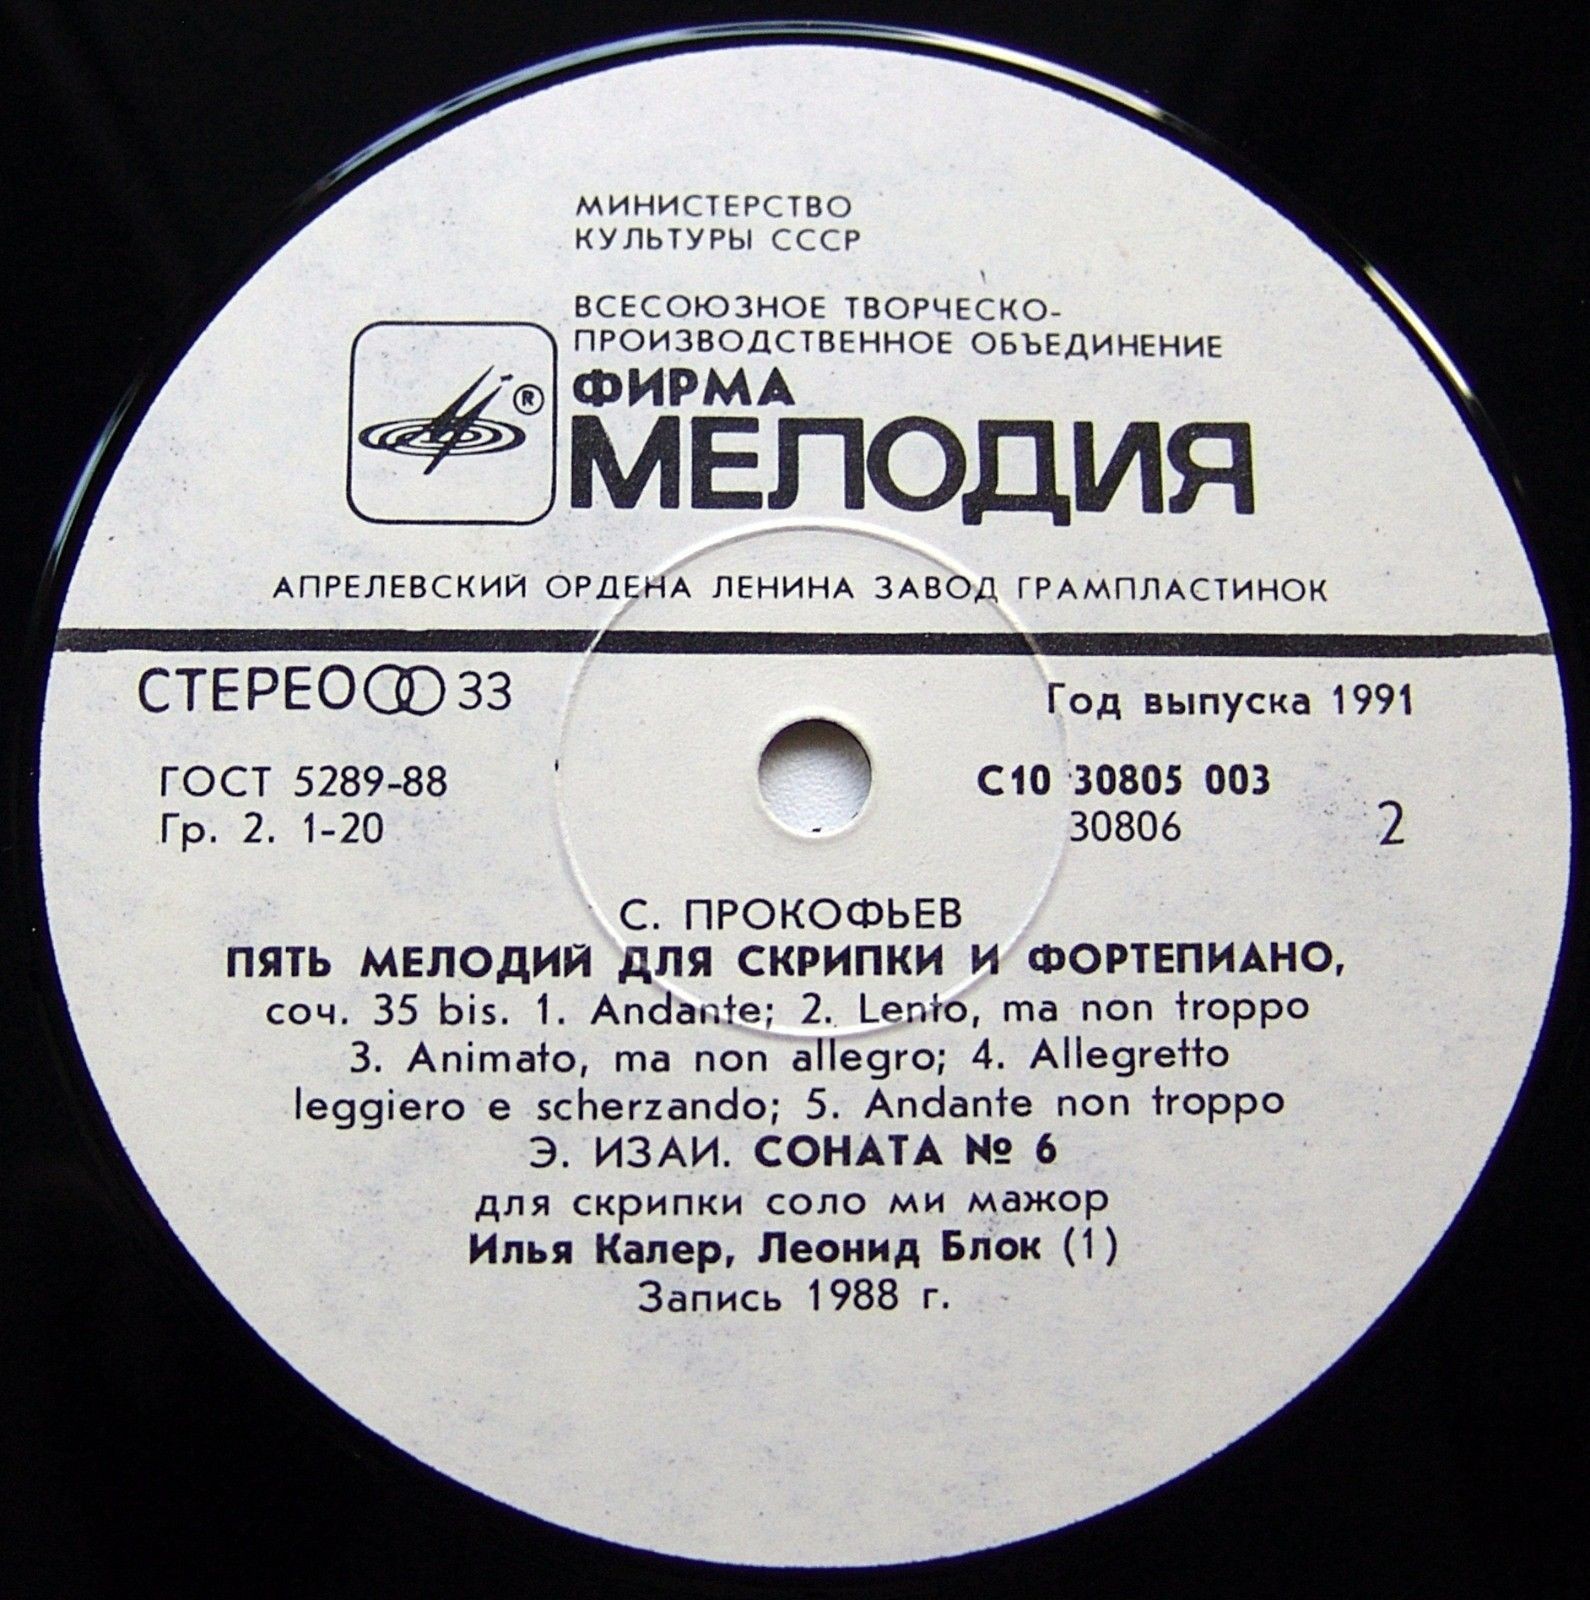 МИНИСТЕРСТВО
КУЛЬТУРЫ СССР
ВСЕСОЮЗНОЕ ТВОРЧЕСКО-
ПРОИЗВОДСТВЕННОЕ ОБЪЕДИНЕНИЕ
®
ФИРМА
МЕЛОДИЯ
АПРЕЛЕВСКИЙ ОРДЕНА ЛЕНИНА ЗАВОД ГРАМПЛАСТИНОК
СТЕРЕО 33
Год выпуска 1991
ГОСТ 5289-88
С10 30805 003
Гр. 2. 1-20
30806
2
С. ПРОКОФЬЕВ
ПЯТЬ МЕЛОДИЙ ДЛЯ СКРИПКИ И ФОРТЕПИАНО,
соч. 35 bis. 1. Andante; 2. Lento, ma non troppo
3. Animato, ma non allegro; 4. Allegretto
leggiero e scherzando; 5. Andante non troppo
Э. ИЗАИ. СОНАТА № 6
для скрипки соло ми мажор
Илья Калер, Леонид Блок (1)
Запись 1988 г.